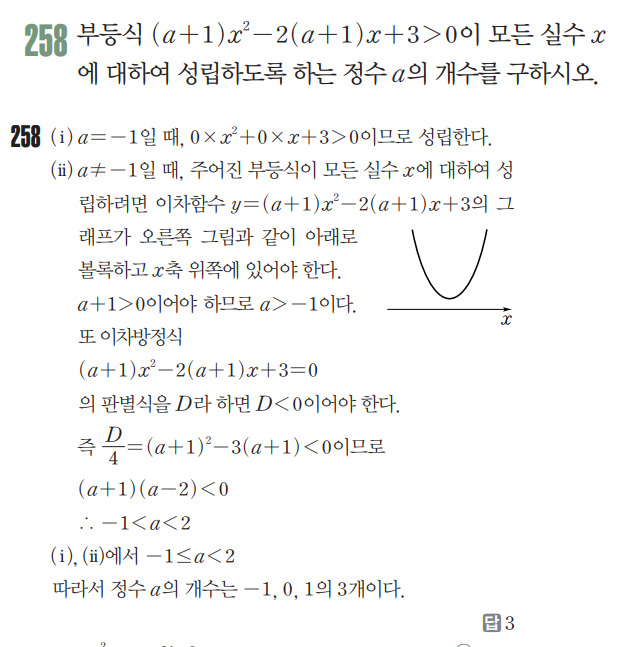 258 부등식 (a+1)x²-2(a+1)x+3>0이 모든 실수 x
에 대하여 성립하도록 하는 정수 a의 개수를 구하시오.
258 (ⅰ) a=-1일 때, 0×x²+0×x+3>0이므로 성립한다.
(ⅱ) a≠-1일 때, 주어진 부등식이 모든 실수 x에 대하여 성
립하려면 이차함수 y=(a+1)x²-2(a+1)x+3의 그
래프가 오른쪽 그림과 같이 아래로
볼록하고 x축 위쪽에 있어야 한다.
a+1>0이어야 하므로 a>-1이다.
x
또 이차방정식
(a+1)x²-2(a+1)x+3=0
의 판별식을 D라 하면 D<0이어야 한다.
즉 D/4=(a+1)²-3(a+1)<0이므로
(a+1)(a-2)<0
∴ -1<a<2
(ⅰ), (ⅱ)에서 -1≤a<2
따라서 정수 a의 개수는 -1, 0, 1의 3개이다.
답 3